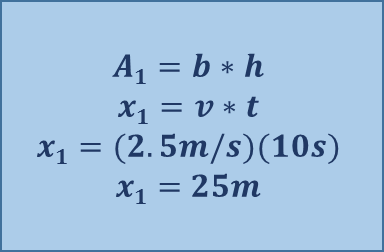 A₁ = b * h
x₁ = v * t
x₁ = (2.5m/s)(10s)
x₁ = 25m